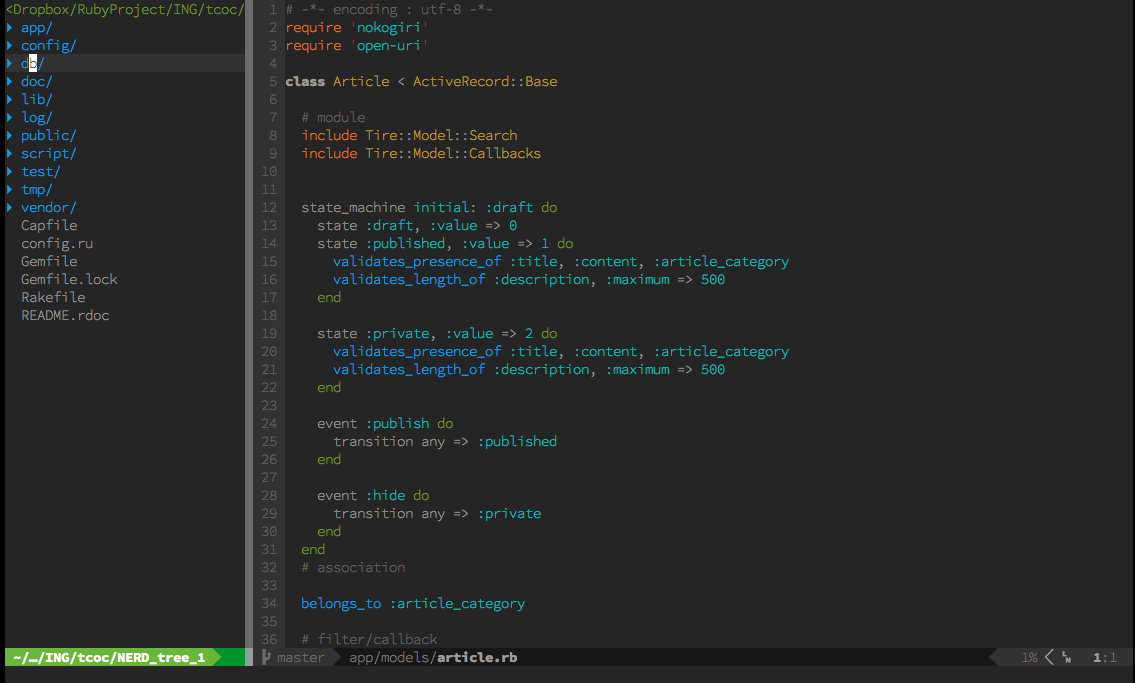 <Dropbox/RubyProject/ING/tcoc/
app/
config/
db/
doc/
lib/
log/
public/
script/
test/
tmp/
vendor/
Capfile
config.ru
Gemfile
Gemfile.lock
Rakefile
README.rdoc
~/…/ING/tcoc/NERD_tree_1
1 # -*- encoding : utf-8 -*-
2 require 'nokogiri'
3 require 'open-uri'
4
5 class Article < ActiveRecord::Base
6
7   # module
8   include Tire::Model::Search
9   include Tire::Model::Callbacks
10
11
12   state_machine initial: :draft do
13     state :draft, :value => 0
14     state :published, :value => 1 do
15       validates_presence_of :title, :content, :article_category
16       validates_length_of :description, :maximum => 500
17     end
18
19     state :private, :value => 2 do
20       validates_presence_of :title, :content, :article_category
21       validates_length_of :description, :maximum => 500
22     end
23
24     event :publish do
25       transition any => :published
26     end
27
28     event :hide do
29       transition any => :private
30     end
31   end
32   # association
33
34   belongs_to :article_category
35
36   # filter/callback
master app/models/article.rb 1% LN 1:1